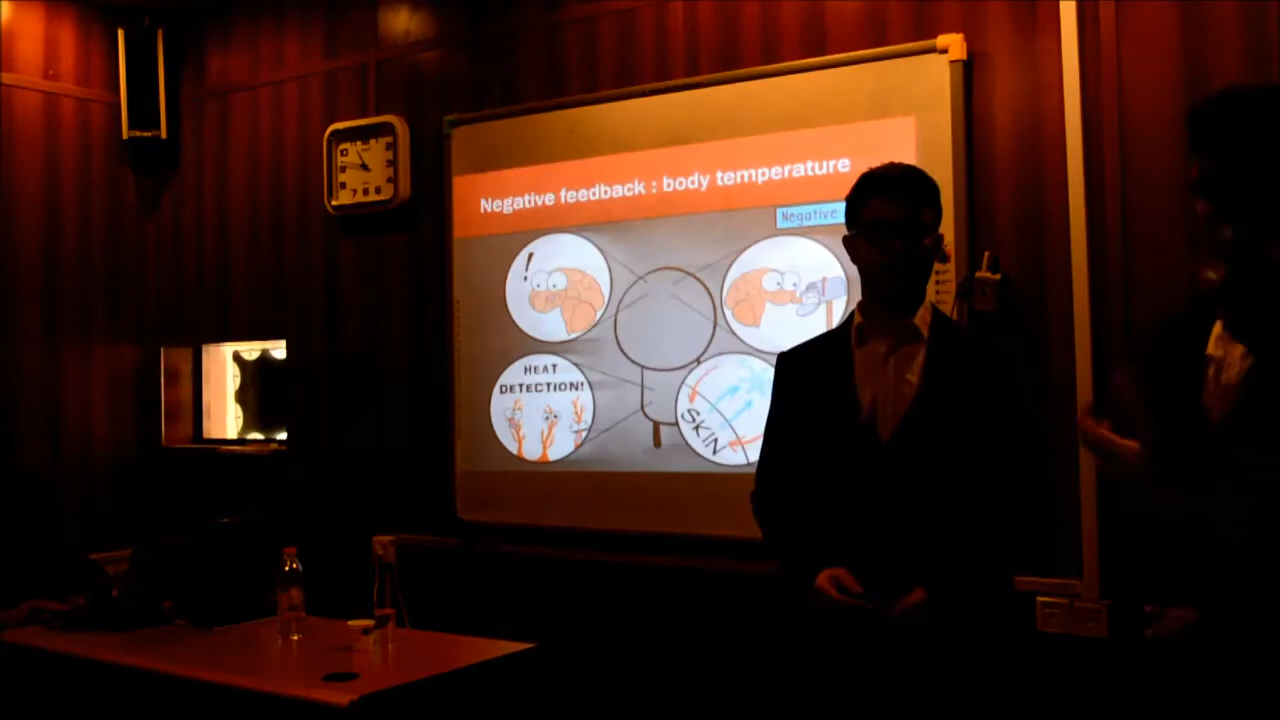 Negative feedback : body temperature
Negative
!
HEAT
DETECTION!
SKIN